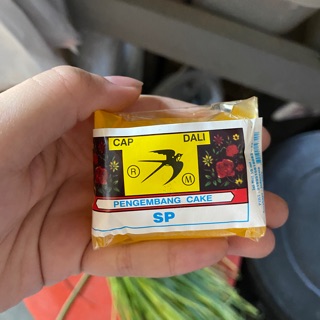 CAP DALI
R M
PENGEMBANG CAKE
SP